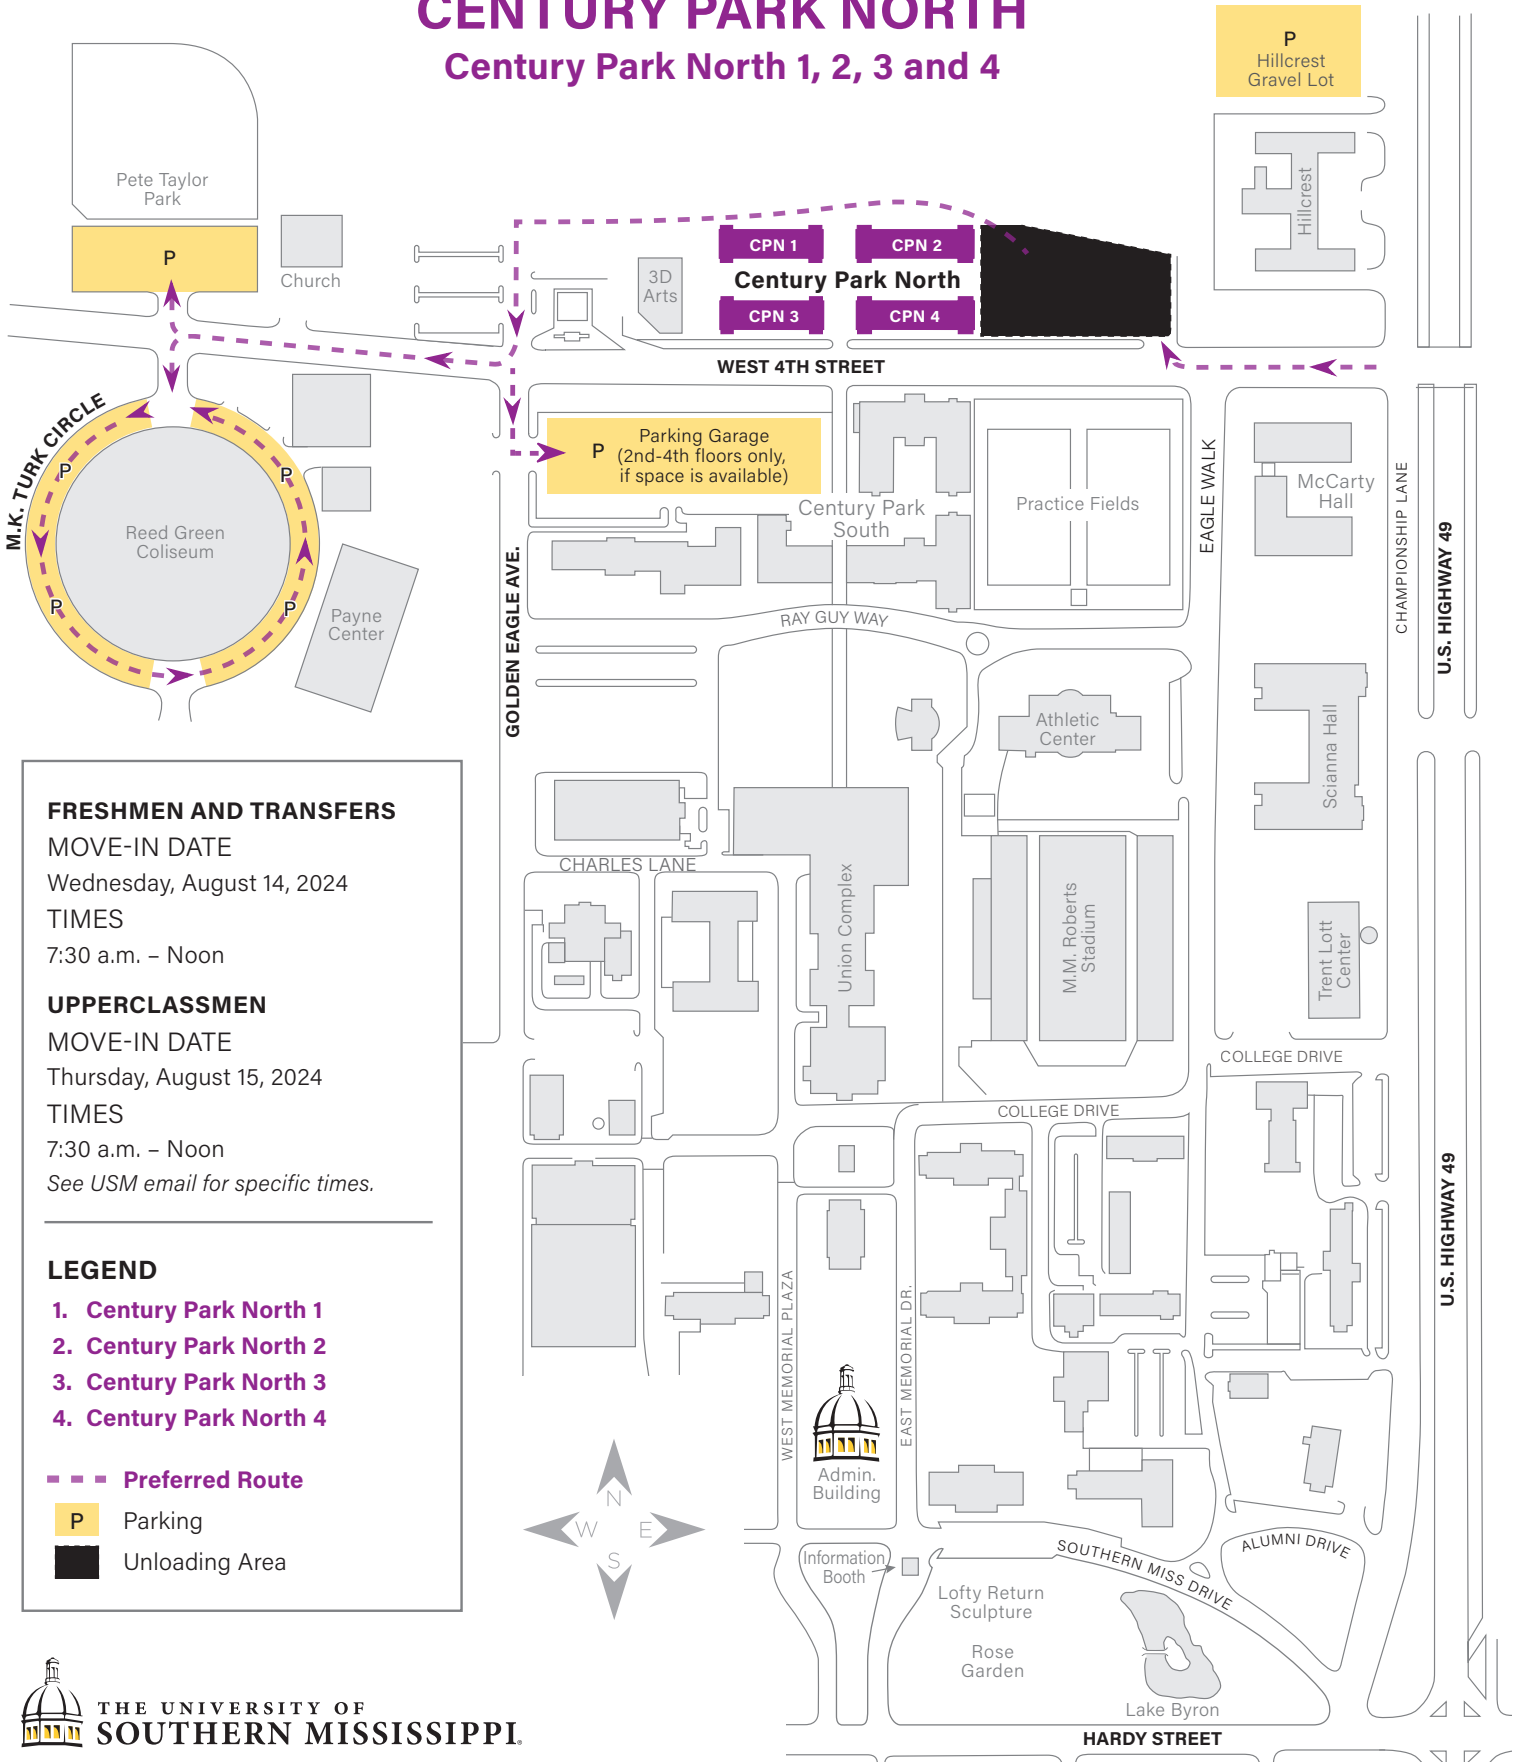 CENTURY PARK NORTH
Century Park North 1, 2, 3 and 4
P
Hillcrest
Gravel Lot
Pete Taylor
Park
P
Church
3D
Arts
CPN 1
CPN 2
Century Park North
CPN 3
CPN 4
Hillcrest
WEST 4TH STREET
M.K. TURK CIRCLE
P
P
P
P
Reed Green
Coliseum
Payne
Center
P
Parking Garage
(2nd-4th floors only,
if space is available)
Century Park
South
Practice Fields
EAGLE WALK
McCarty
Hall
CHAMPIONSHIP LANE
U.S. HIGHWAY 49
GOLDEN EAGLE AVE.
RAY GUY WAY
Athletic
Center
Scianna Hall
CHARLES LANE
Union Complex
M.M. Roberts
Stadium
Trent Lott
Center
COLLEGE DRIVE
COLLEGE DRIVE
U.S. HIGHWAY 49
WEST MEMORIAL PLAZA
EAST MEMORIAL DR.
Admin.
Building
Information
Booth
SOUTHERN MISS DRIVE
ALUMNI DRIVE
Lofty Return
Sculpture
Rose
Garden
Lake Byron
HARDY STREET
FRESHMEN AND TRANSFERS
MOVE-IN DATE
Wednesday, August 14, 2024
TIMES
7:30 a.m. – Noon
UPPERCLASSMEN
MOVE-IN DATE
Thursday, August 15, 2024
TIMES
7:30 a.m. – Noon
See USM email for specific times.
LEGEND
1. Century Park North 1
2. Century Park North 2
3. Century Park North 3
4. Century Park North 4
Preferred Route
P Parking
Unloading Area
N
W E
S
THE UNIVERSITY OF
SOUTHERN MISSISSIPPI®